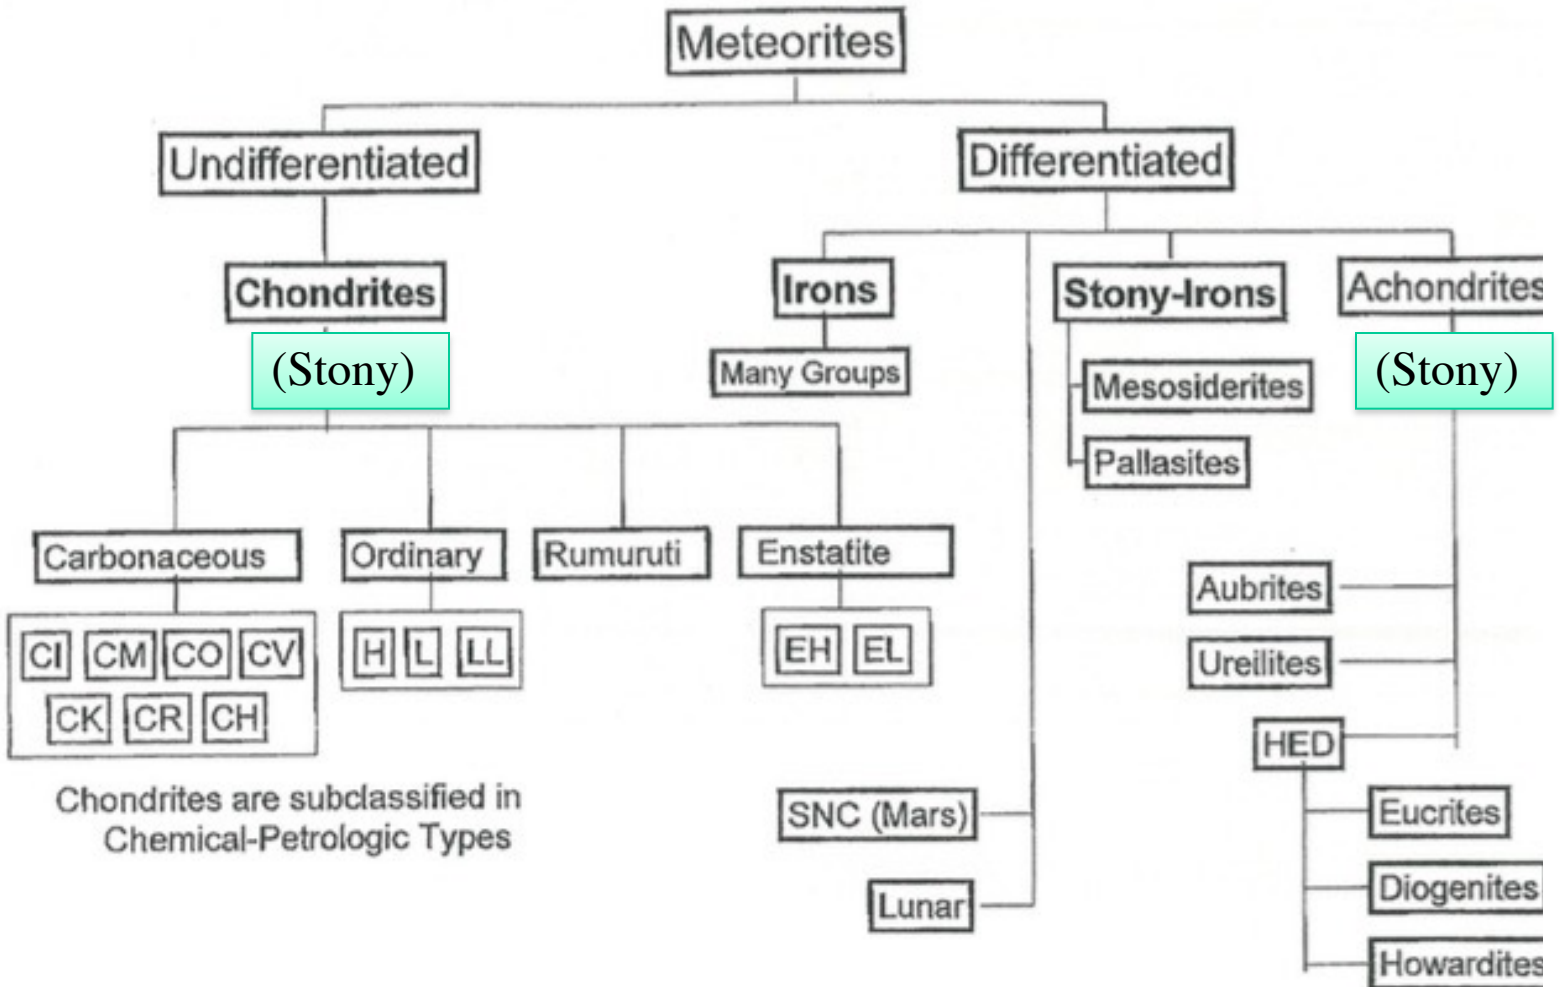 Meteorites
Undifferentiated
Differentiated
Chondrites
(Stony)
Irons
Many Groups
Stony-Irons
Mesosiderites
Pallasites
Achondrites
(Stony)
Carbonaceous
Ordinary
Rumuruti
Enstatite
CI CM CO CV
CK CR CH
H L LL
EH EL
Chondrites are subclassified in
Chemical-Petrologic Types
Aubrites
Ureilites
HED
Eucrites
Diogenites
Howardites
SNC (Mars)
Lunar